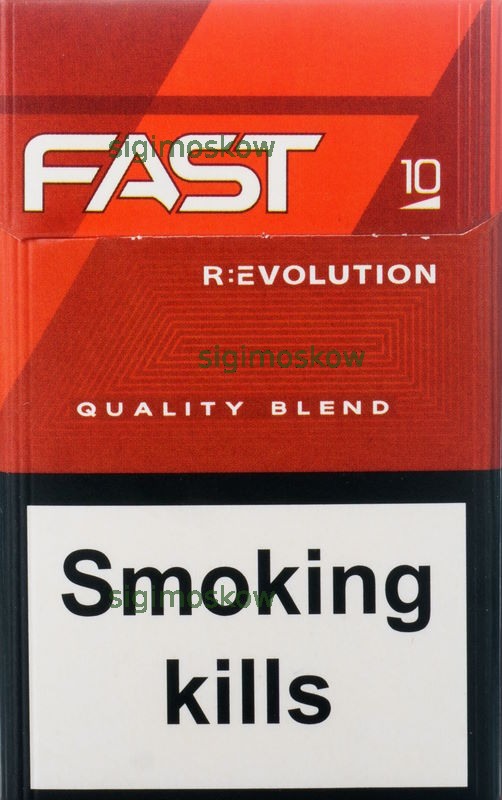 sigimoskow
FAST
10
R:EVOLUTION
sigimoskow
QUALITY BLEND
Smoking
sigimoskow
kills